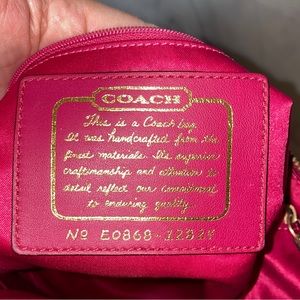 COACH
This is a Coach bag.
It was handcrafted from the
finest materials. Its superior
craftsmanship and attention to
detail reflect our commitment
to enduring quality.
No E0868-12824